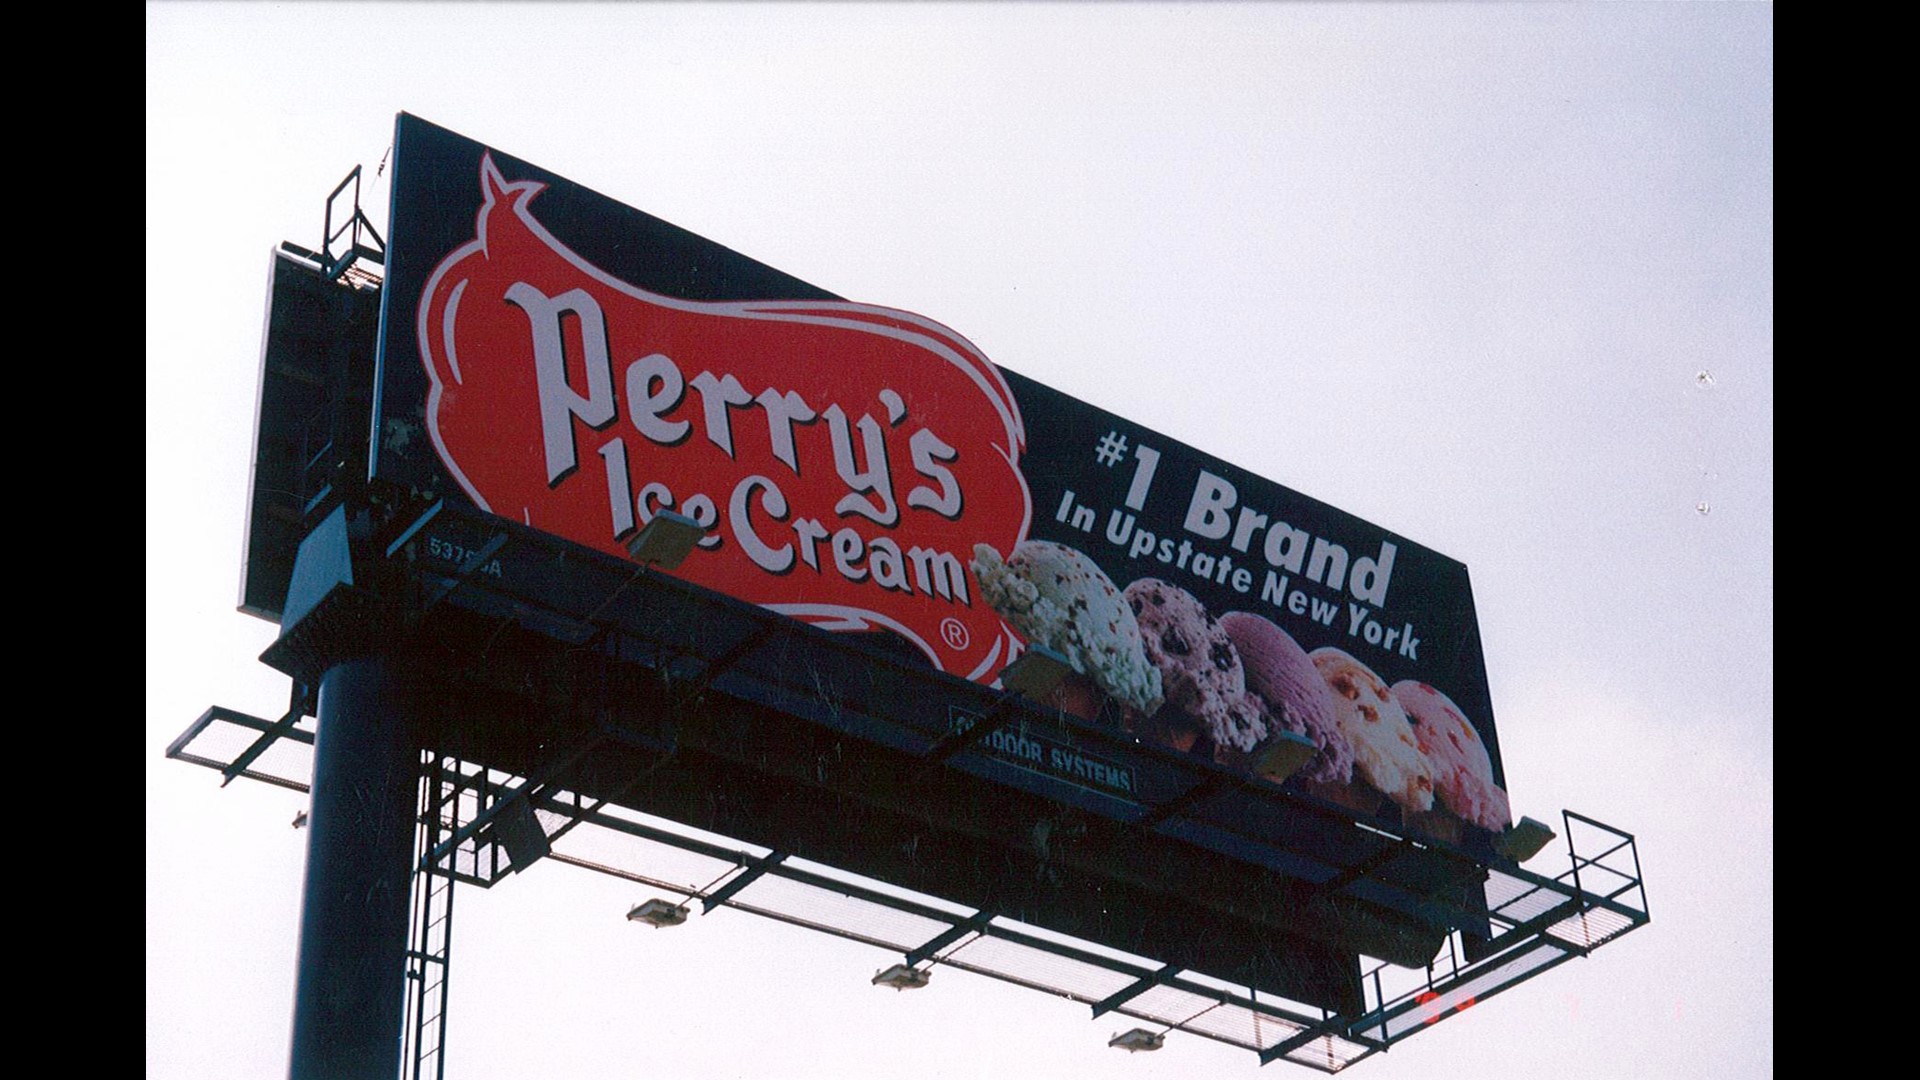 Perry's
Ice Cream
®
#1 Brand
In Upstate New York
OUTDOOR SYSTEMS